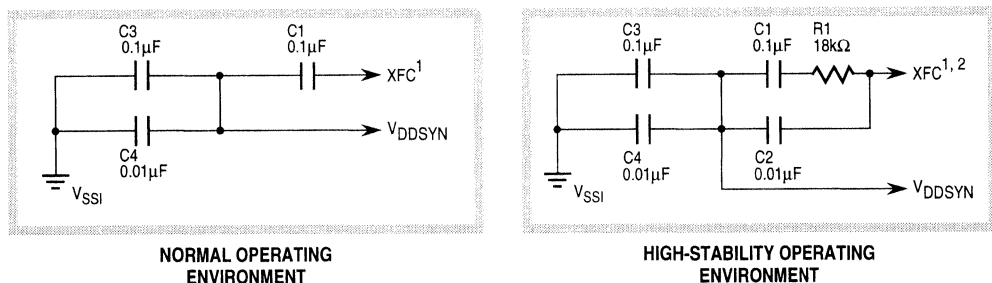 C3
0.1µF
C1
0.1µF
XFC1
C4
0.01µF
VDDSYN
VSSI
NORMAL OPERATING
ENVIRONMENT
C3
0.1µF
C1
0.1µF
R1
18kΩ
XFC1, 2
C4
0.01µF
C2
0.01µF
VSSI
VDDSYN
HIGH-STABILITY OPERATING
ENVIRONMENT